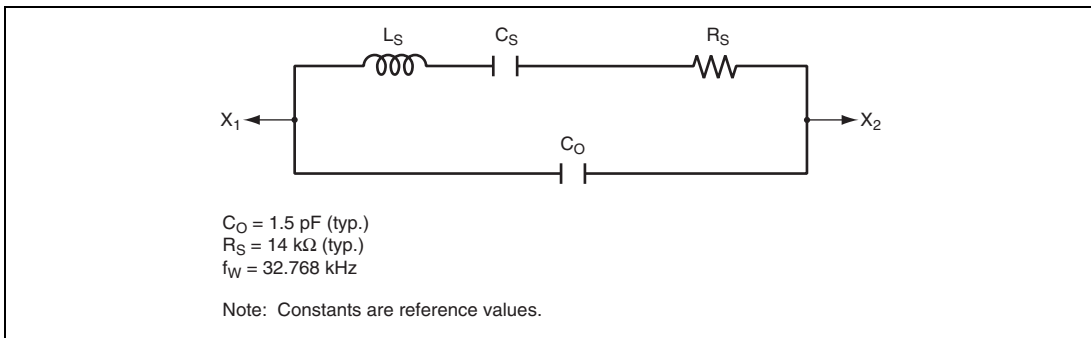 L_S C_S R_S
X_1 X_2
C_O
C_O = 1.5 pF (typ.)
R_S = 14 kΩ (typ.)
f_W = 32.768 kHz
Note: Constants are reference values.